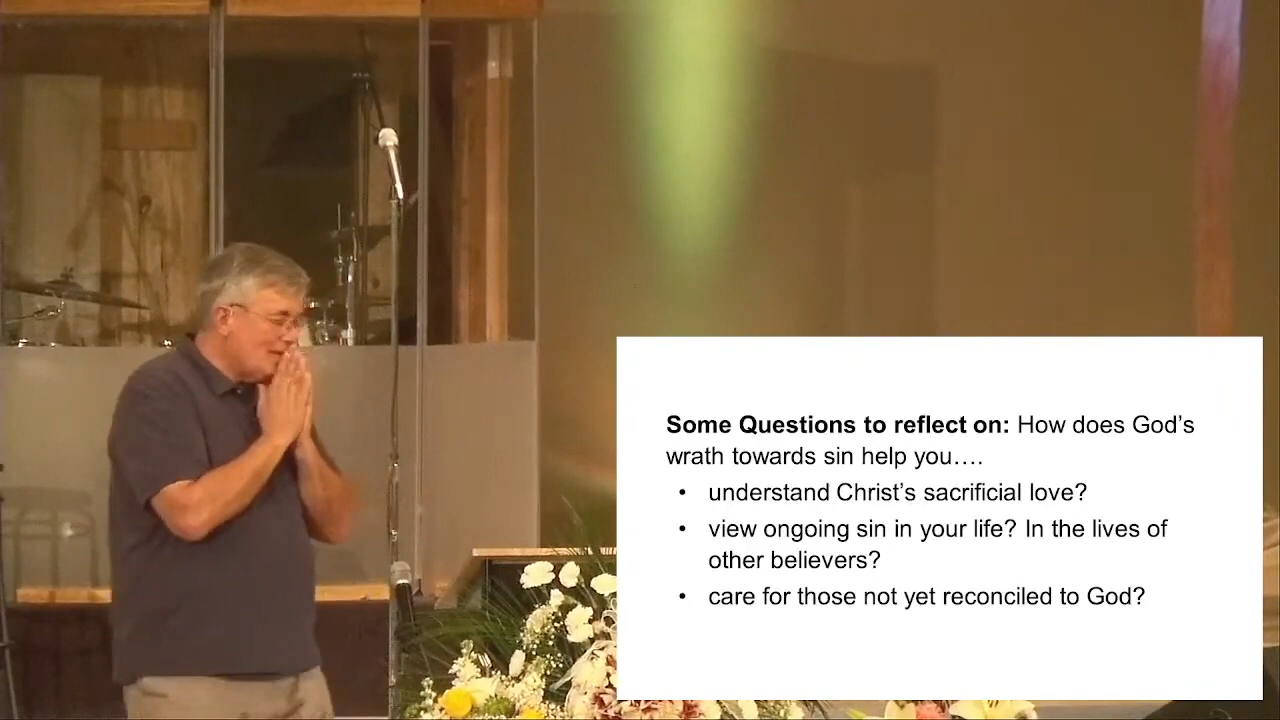 Some Questions to reflect on: How does God’s
wrath towards sin help you….
• understand Christ’s sacrificial love?
• view ongoing sin in your life? In the lives of
other believers?
• care for those not yet reconciled to God?